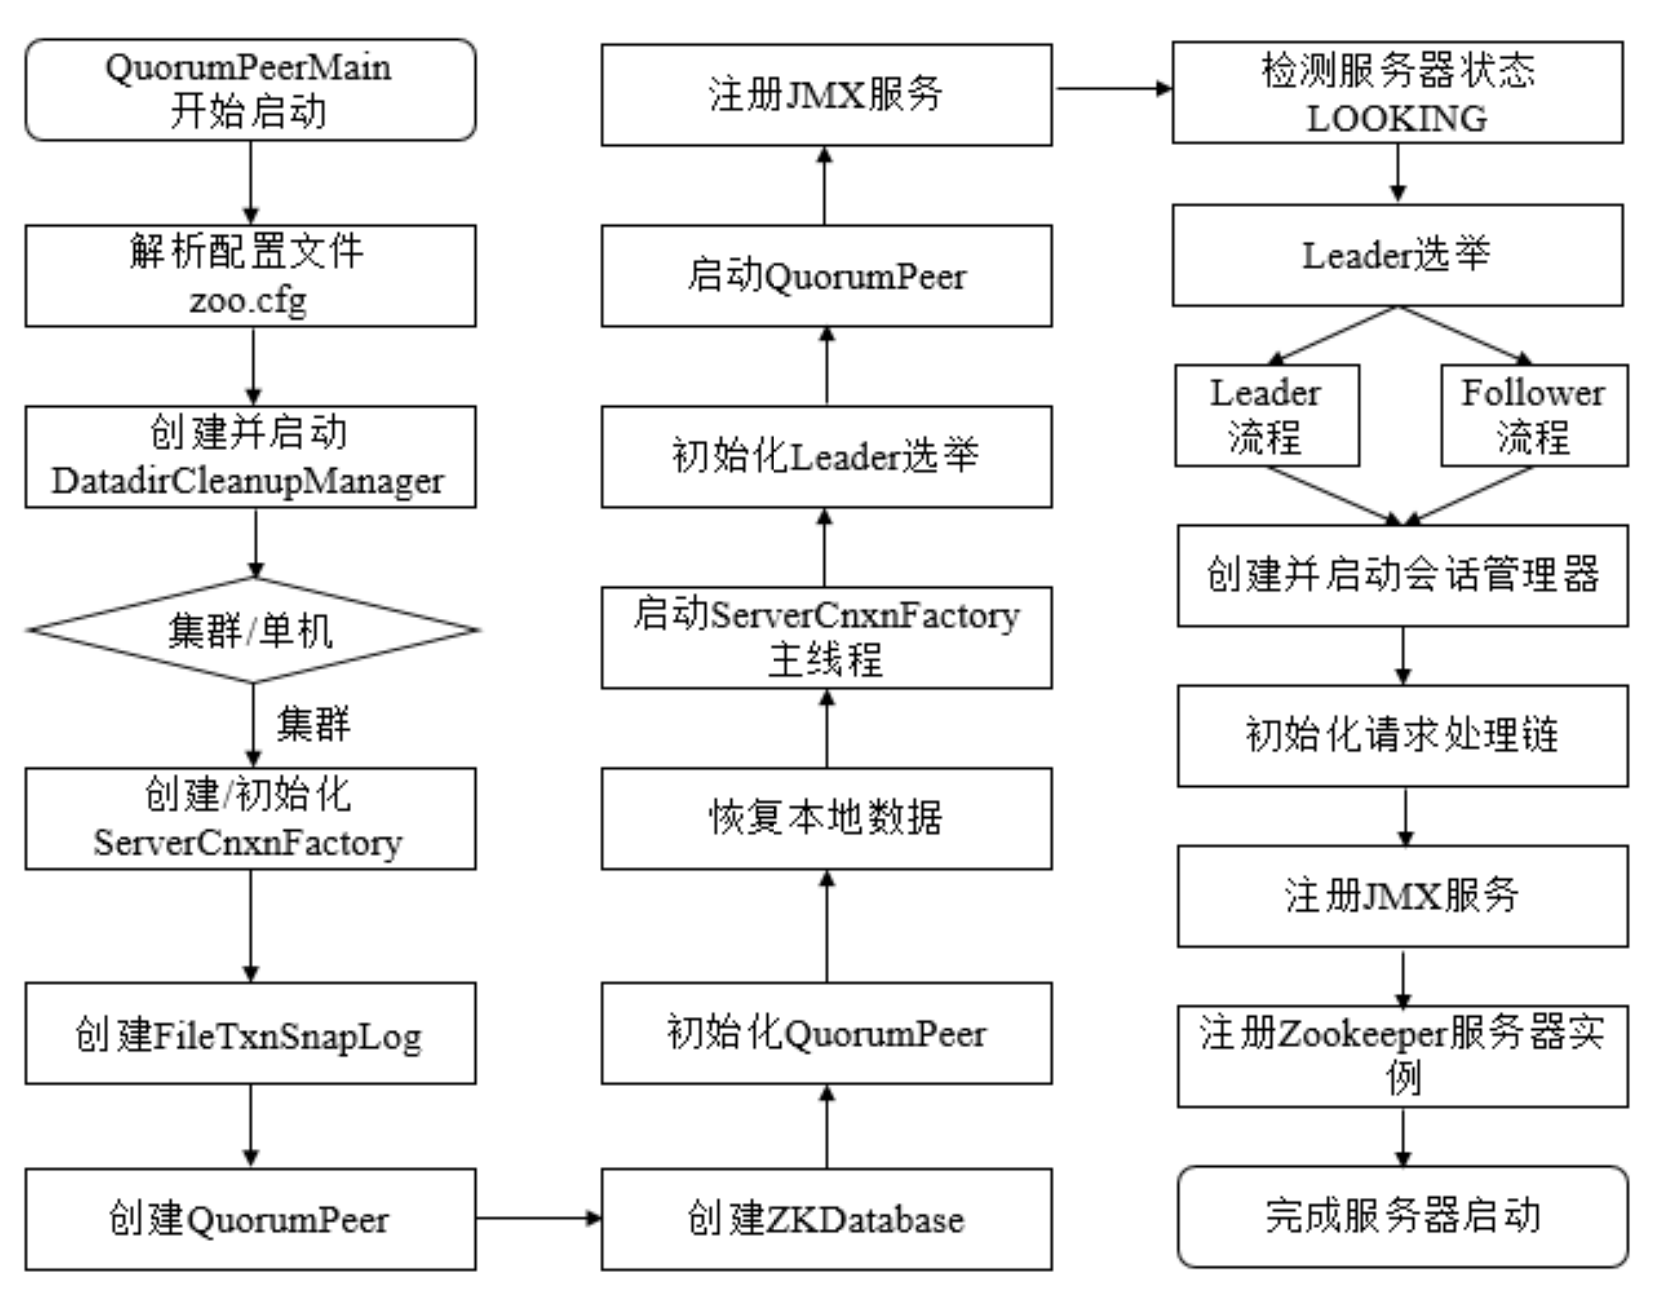 QuorumPeerMain
开始启动
解析配置文件
zoo.cfg
创建并启动
DatadirCleanupManager
集群/单机
集群
创建/初始化
ServerCnxnFactory
创建FileTxnSnapLog
创建QuorumPeer
创建ZKDatabase
初始化QuorumPeer
恢复本地数据
启动ServerCnxnFactory
主线程
初始化Leader选举
启动QuorumPeer
注册JMX服务
检测服务器状态
LOOKING
Leader选举
Leader
流程
Follower
流程
创建并启动会话管理器
初始化请求处理链
注册JMX服务
注册Zookeeper服务器实
例
完成服务器启动